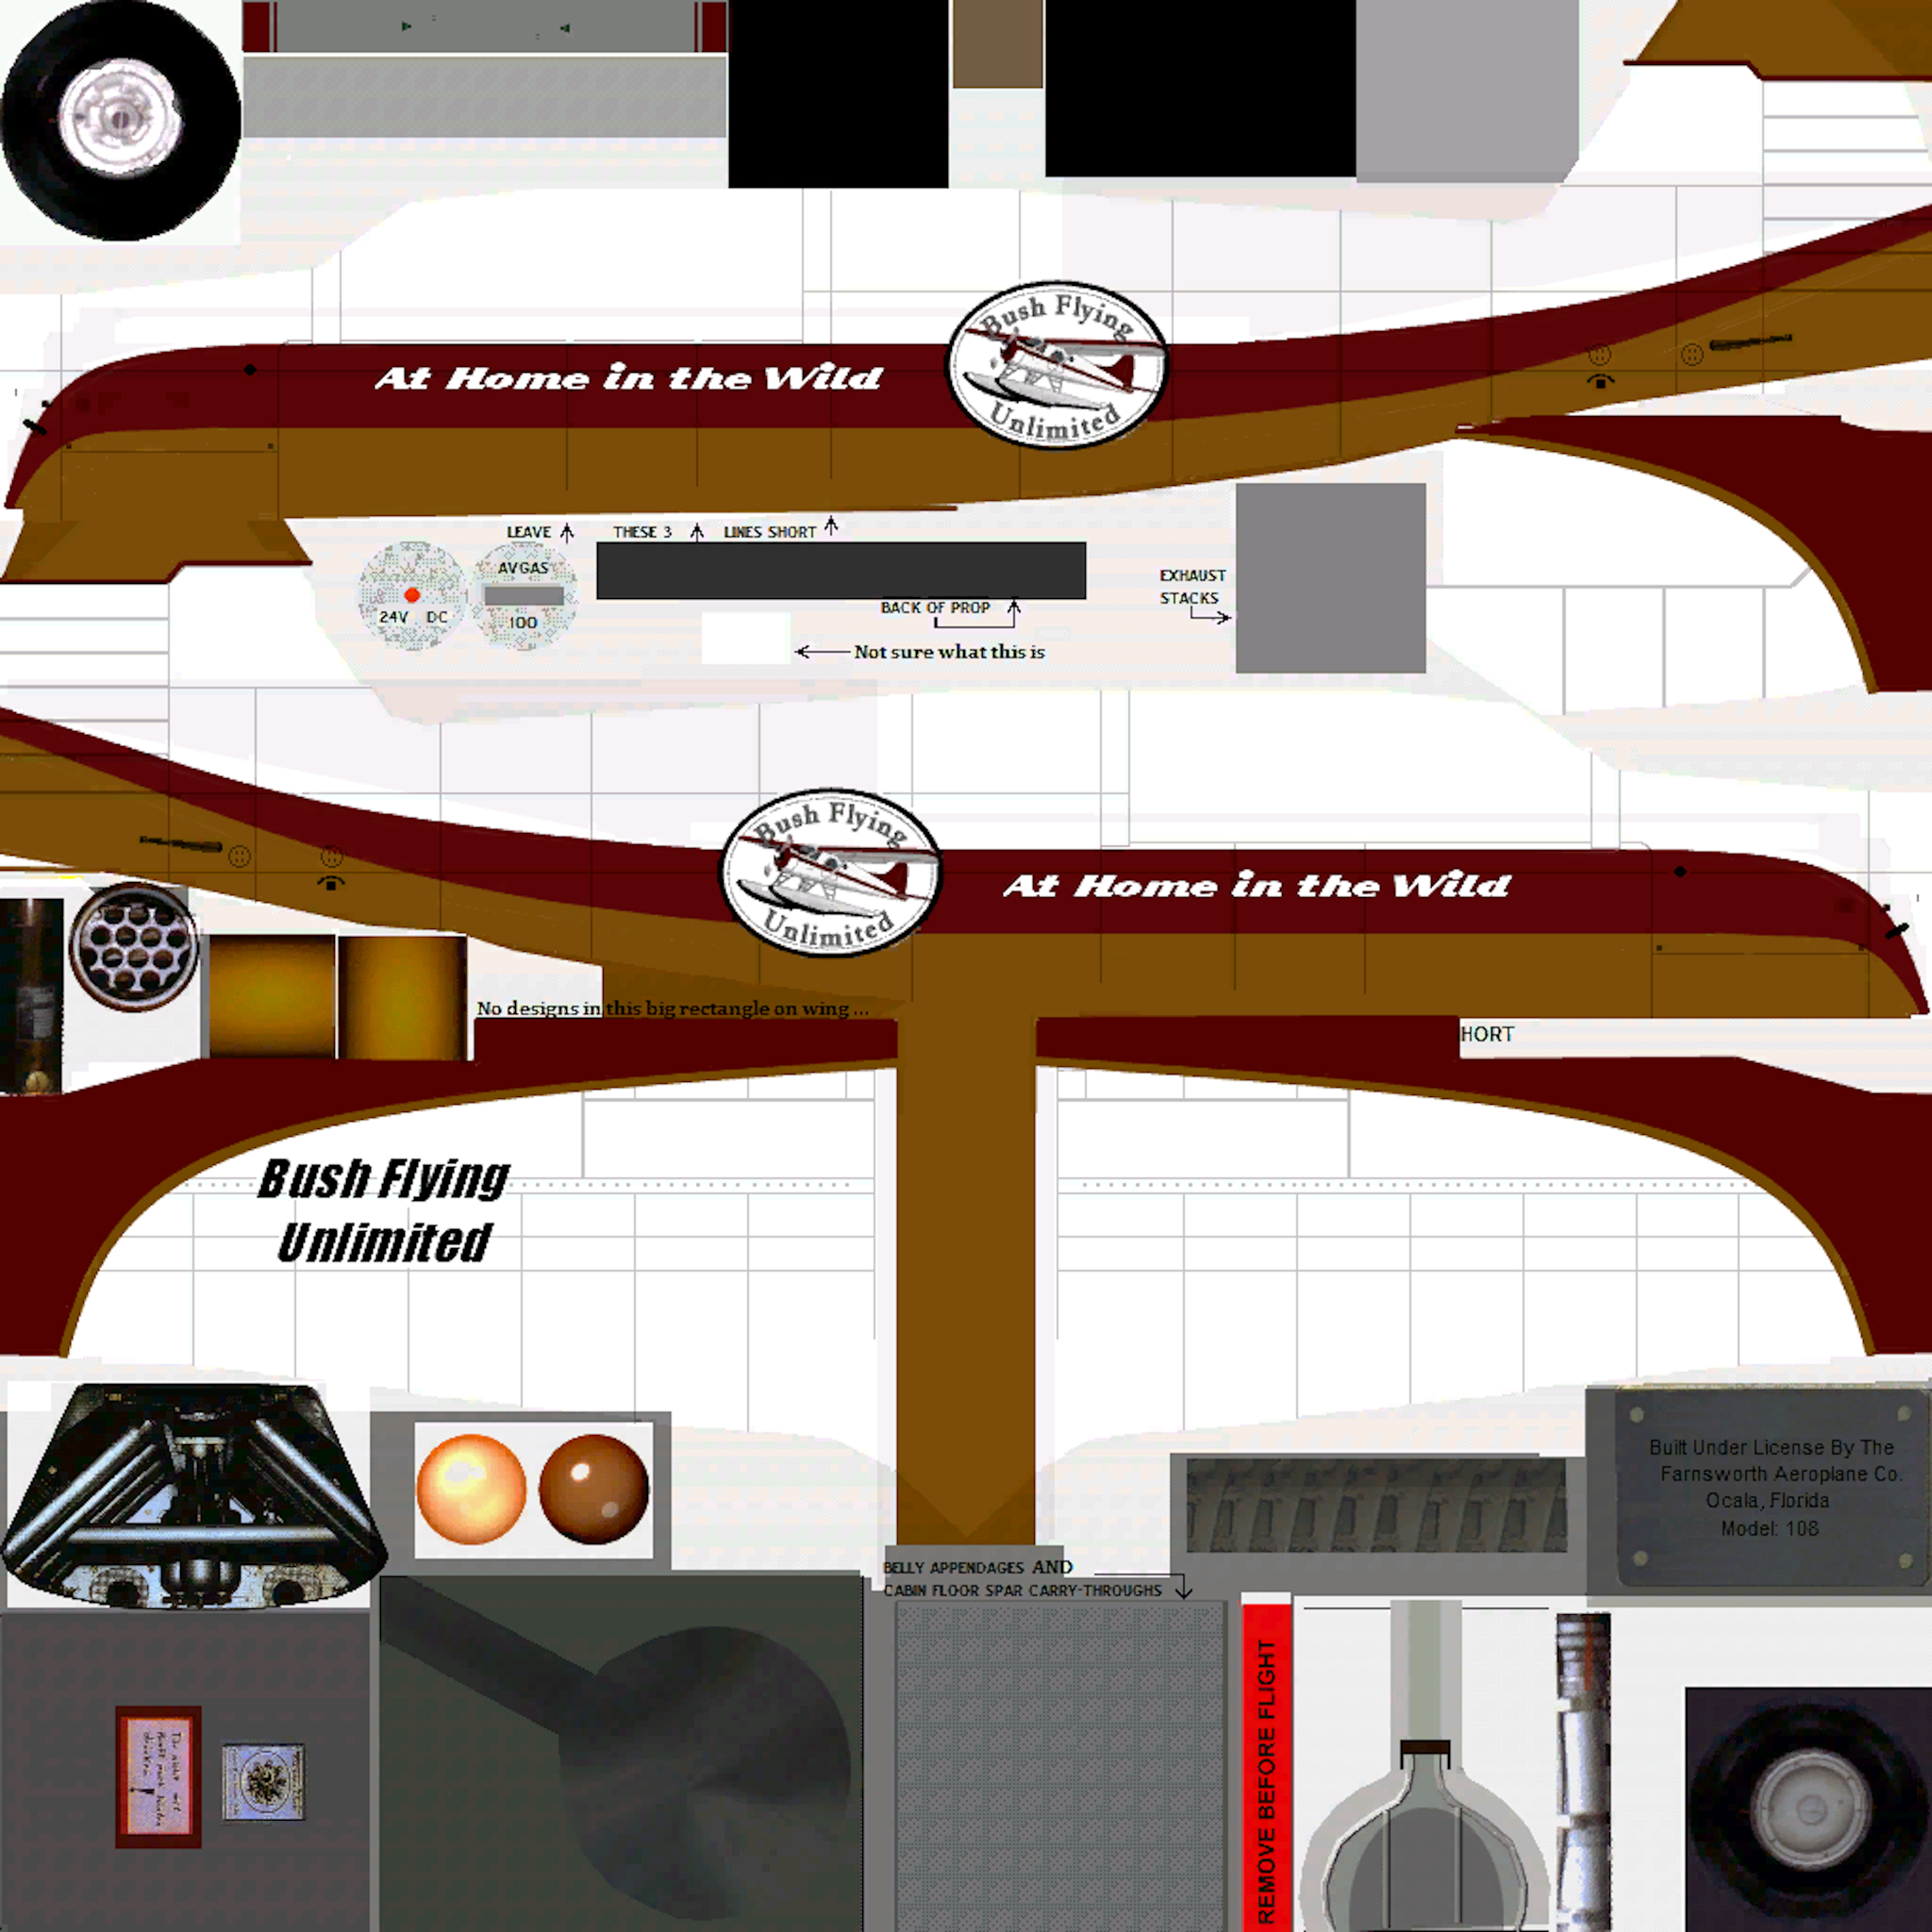 Bush Flying
At Home in the Wild
Unlimited
LEAVE THESE 3 LINES SHORT
AVGAS
24V DC
100
BACK OF PROP
EXHAUST
STACKS
Not sure what this is
Bush Flying
At Home in the Wild
Unlimited
No designs in this big rectangle on wing ...
HORT
Bush Flying
Unlimited
Built Under License By The
Farnsworth Aeroplane Co.
Ocala, Florida
Model: 108
BELLY APPENDAGES AND
CABIN FLOOR SPAR CARRY-THROUGHS
REMOVE BEFORE FLIGHT